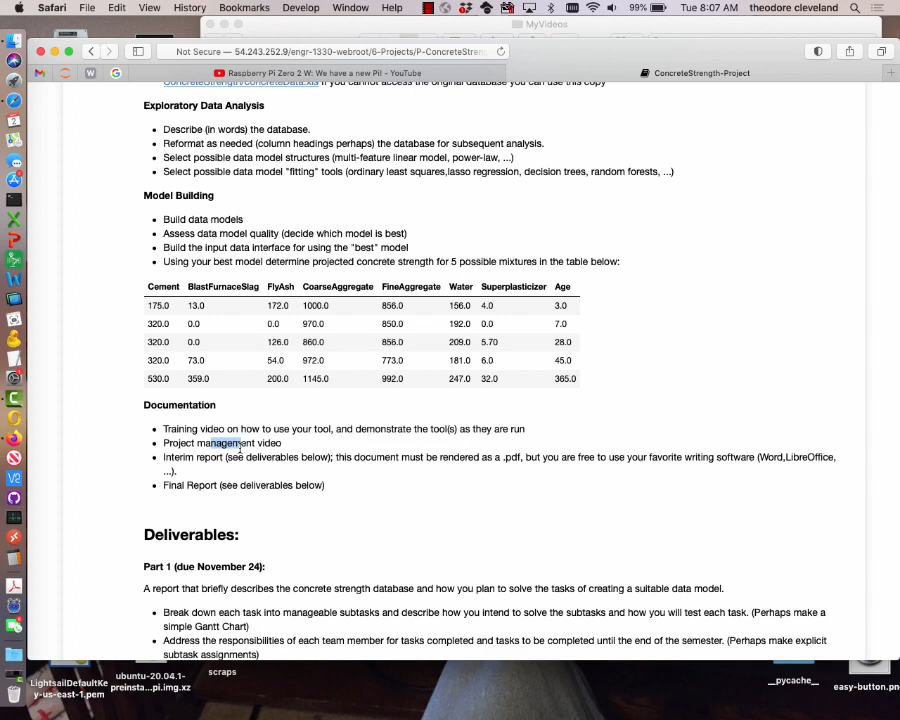 Safari File Edit View History Bookmarks Develop Window Help 99% Tue 8:07 AM theodore cleveland
MyVideos
Not Secure — 54.243.252.9/engr-1330-webroot/6-Projects/P-ConcreteStren
Raspberry Pi Zero 2 W: We have a new Pi! - YouTube ConcreteStrength-Project
ConcreteStrength/concreteData.xls if you cannot access the original database you can use this copy
Exploratory Data Analysis
• Describe (in words) the database.
• Reformat as needed (column headings perhaps) the database for subsequent analysis.
• Select possible data model structures (multi-feature linear model, power-law, ...)
• Select possible data model "fitting" tools (ordinary least squares,lasso regression, decision trees, random forests, ...)
Model Building
• Build data models
• Assess data model quality (decide which model is best)
• Build the input data interface for using the "best" model
• Using your best model determine projected concrete strength for 5 possible mixtures in the table below:
Cement BlastFurnaceSlag FlyAsh CoarseAggregate FineAggregate Water Superplasticizer Age
175.0 13.0 172.0 1000.0 856.0 156.0 4.0 3.0
320.0 0.0 0.0 970.0 850.0 192.0 0.0 7.0
320.0 0.0 126.0 860.0 856.0 209.0 5.70 28.0
320.0 73.0 54.0 972.0 773.0 181.0 6.0 45.0
530.0 359.0 200.0 1145.0 992.0 247.0 32.0 365.0
Documentation
• Training video on how to use your tool, and demonstrate the tool(s) as they are run
• Project management video
• Interim report (see deliverables below); this document must be rendered as a .pdf, but you are free to use your favorite writing software (Word,LibreOffice,
...).
• Final Report (see deliverables below)
Deliverables:
Part 1 (due November 24):
A report that briefly describes the concrete strength database and how you plan to solve the tasks of creating a suitable data model.
• Break down each task into manageable subtasks and describe how you intend to solve the subtasks and how you will test each task. (Perhaps make a
simple Gantt Chart)
• Address the responsibilities of each team member for tasks completed and tasks to be completed until the end of the semester. (Perhaps make explicit
subtask assignments)
LightsailDefaultKe
y-us-east-1.pem
ubuntu-20.04.1-
preinsta...pi.img.xz
scraps
__pycache__
easy-button.pn